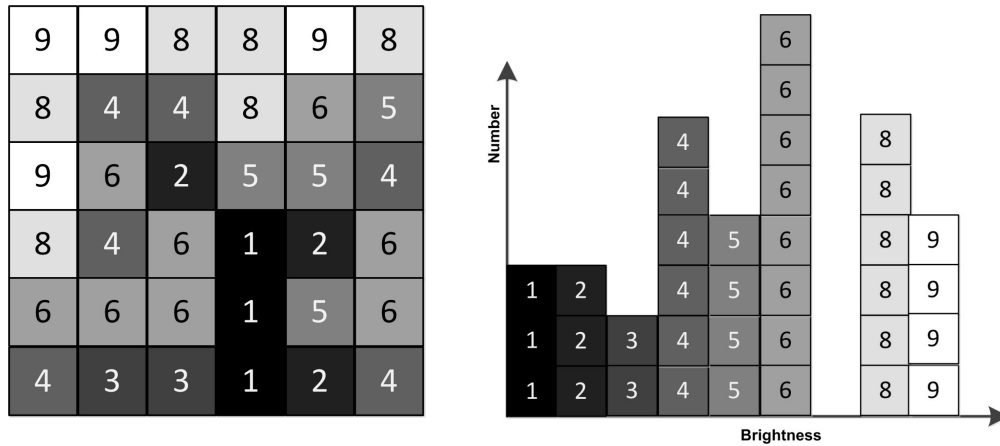 9 9 8 8 9 8
8 4 4 8 6 5
9 6 2 5 5 4
8 4 6 1 2 6
6 6 6 1 5 6
4 3 3 1 2 4
Number
6
6
4 6 8
4 6 8
4 5 6 8 9
1 2 4 5 6 8 9
1 2 3 4 5 6 8 9
1 2 3 4 5 6 8 9
Brightness